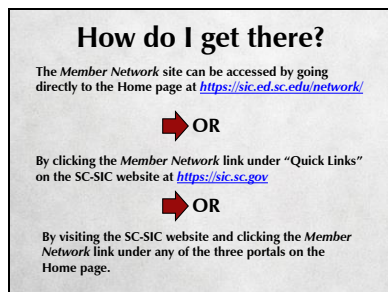 How do I get there?
The Member Network site can be accessed by going
directly to the Home page at https://sic.ed.sc.edu/network/
OR
By clicking the Member Network link under “Quick Links”
on the SC-SIC website at https://sic.sc.gov
OR
By visiting the SC-SIC website and clicking the Member
Network link under any of the three portals on the
Home page.